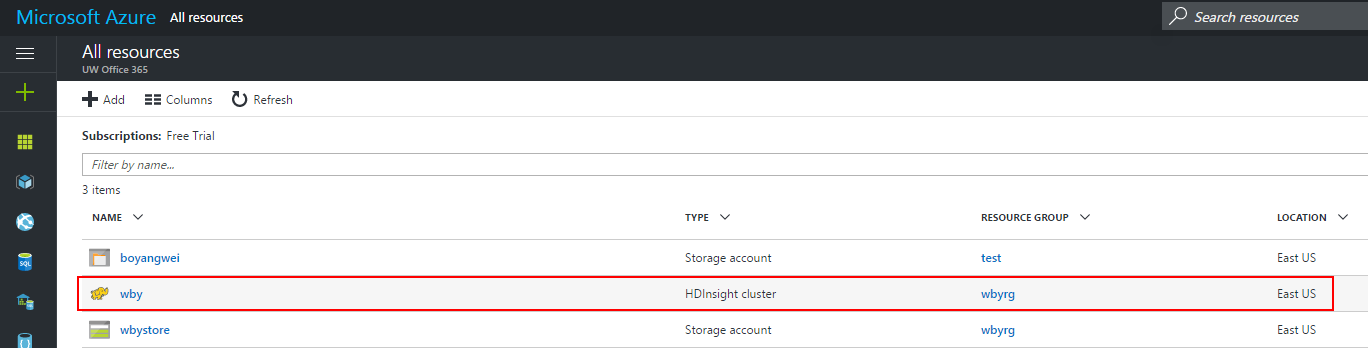 Microsoft Azure All resources Search resources
All resources
UW Office 365
Add Columns Refresh
Subscriptions: Free Trial
Filter by name...
3 items
NAME TYPE RESOURCE GROUP LOCATION
boyangwei Storage account test East US
wby HDInsight cluster wbyrg East US
wbystore Storage account wbyrg East US
SQL